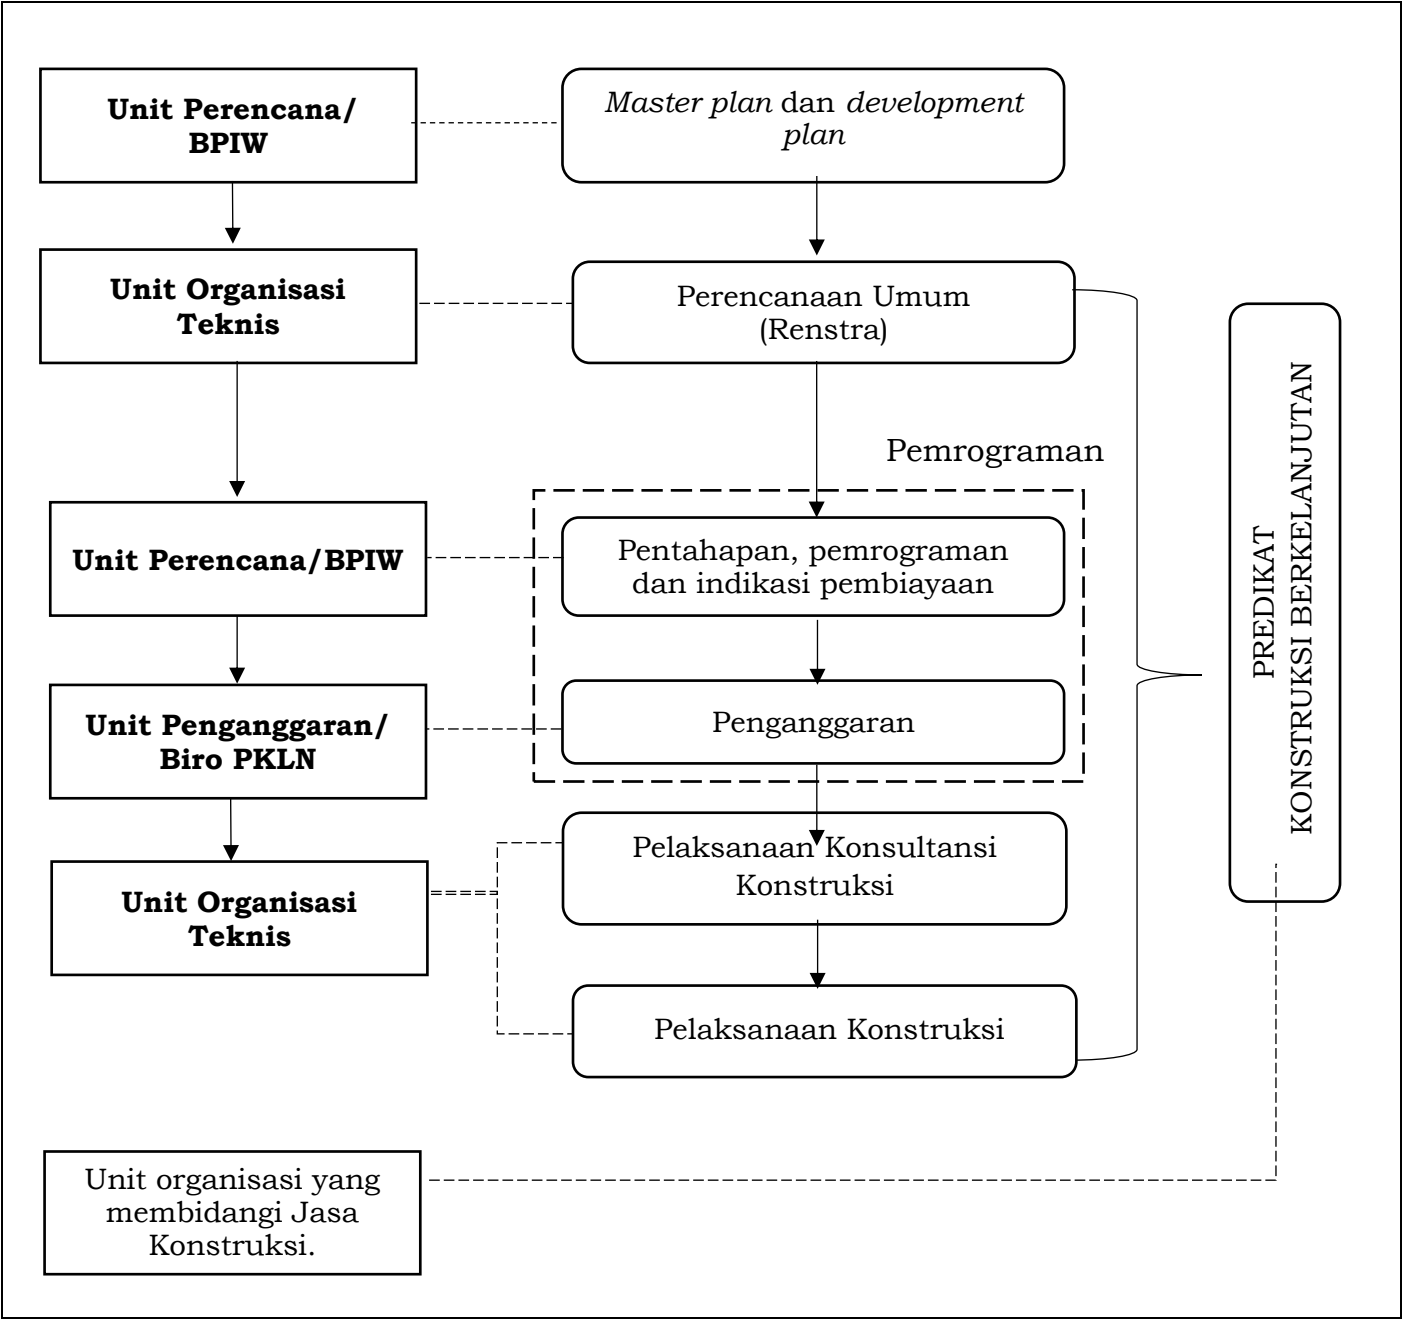 Unit Perencana/
BPIW
Master plan dan development
plan
Unit Organisasi
Teknis
Perencanaan Umum
(Renstra)
Pemrograman
Unit Perencana/BPIW
Pentahapan, pemrograman
dan indikasi pembiayaan
Unit Penganggaran/
Biro PKLN
Penganggaran
Unit Organisasi
Teknis
Pelaksanaan Konsultansi
Konstruksi
Pelaksanaan Konstruksi
PREDIKAT
KONSTRUKSI BERKELANJUTAN
Unit organisasi yang
membidangi Jasa
Konstruksi.